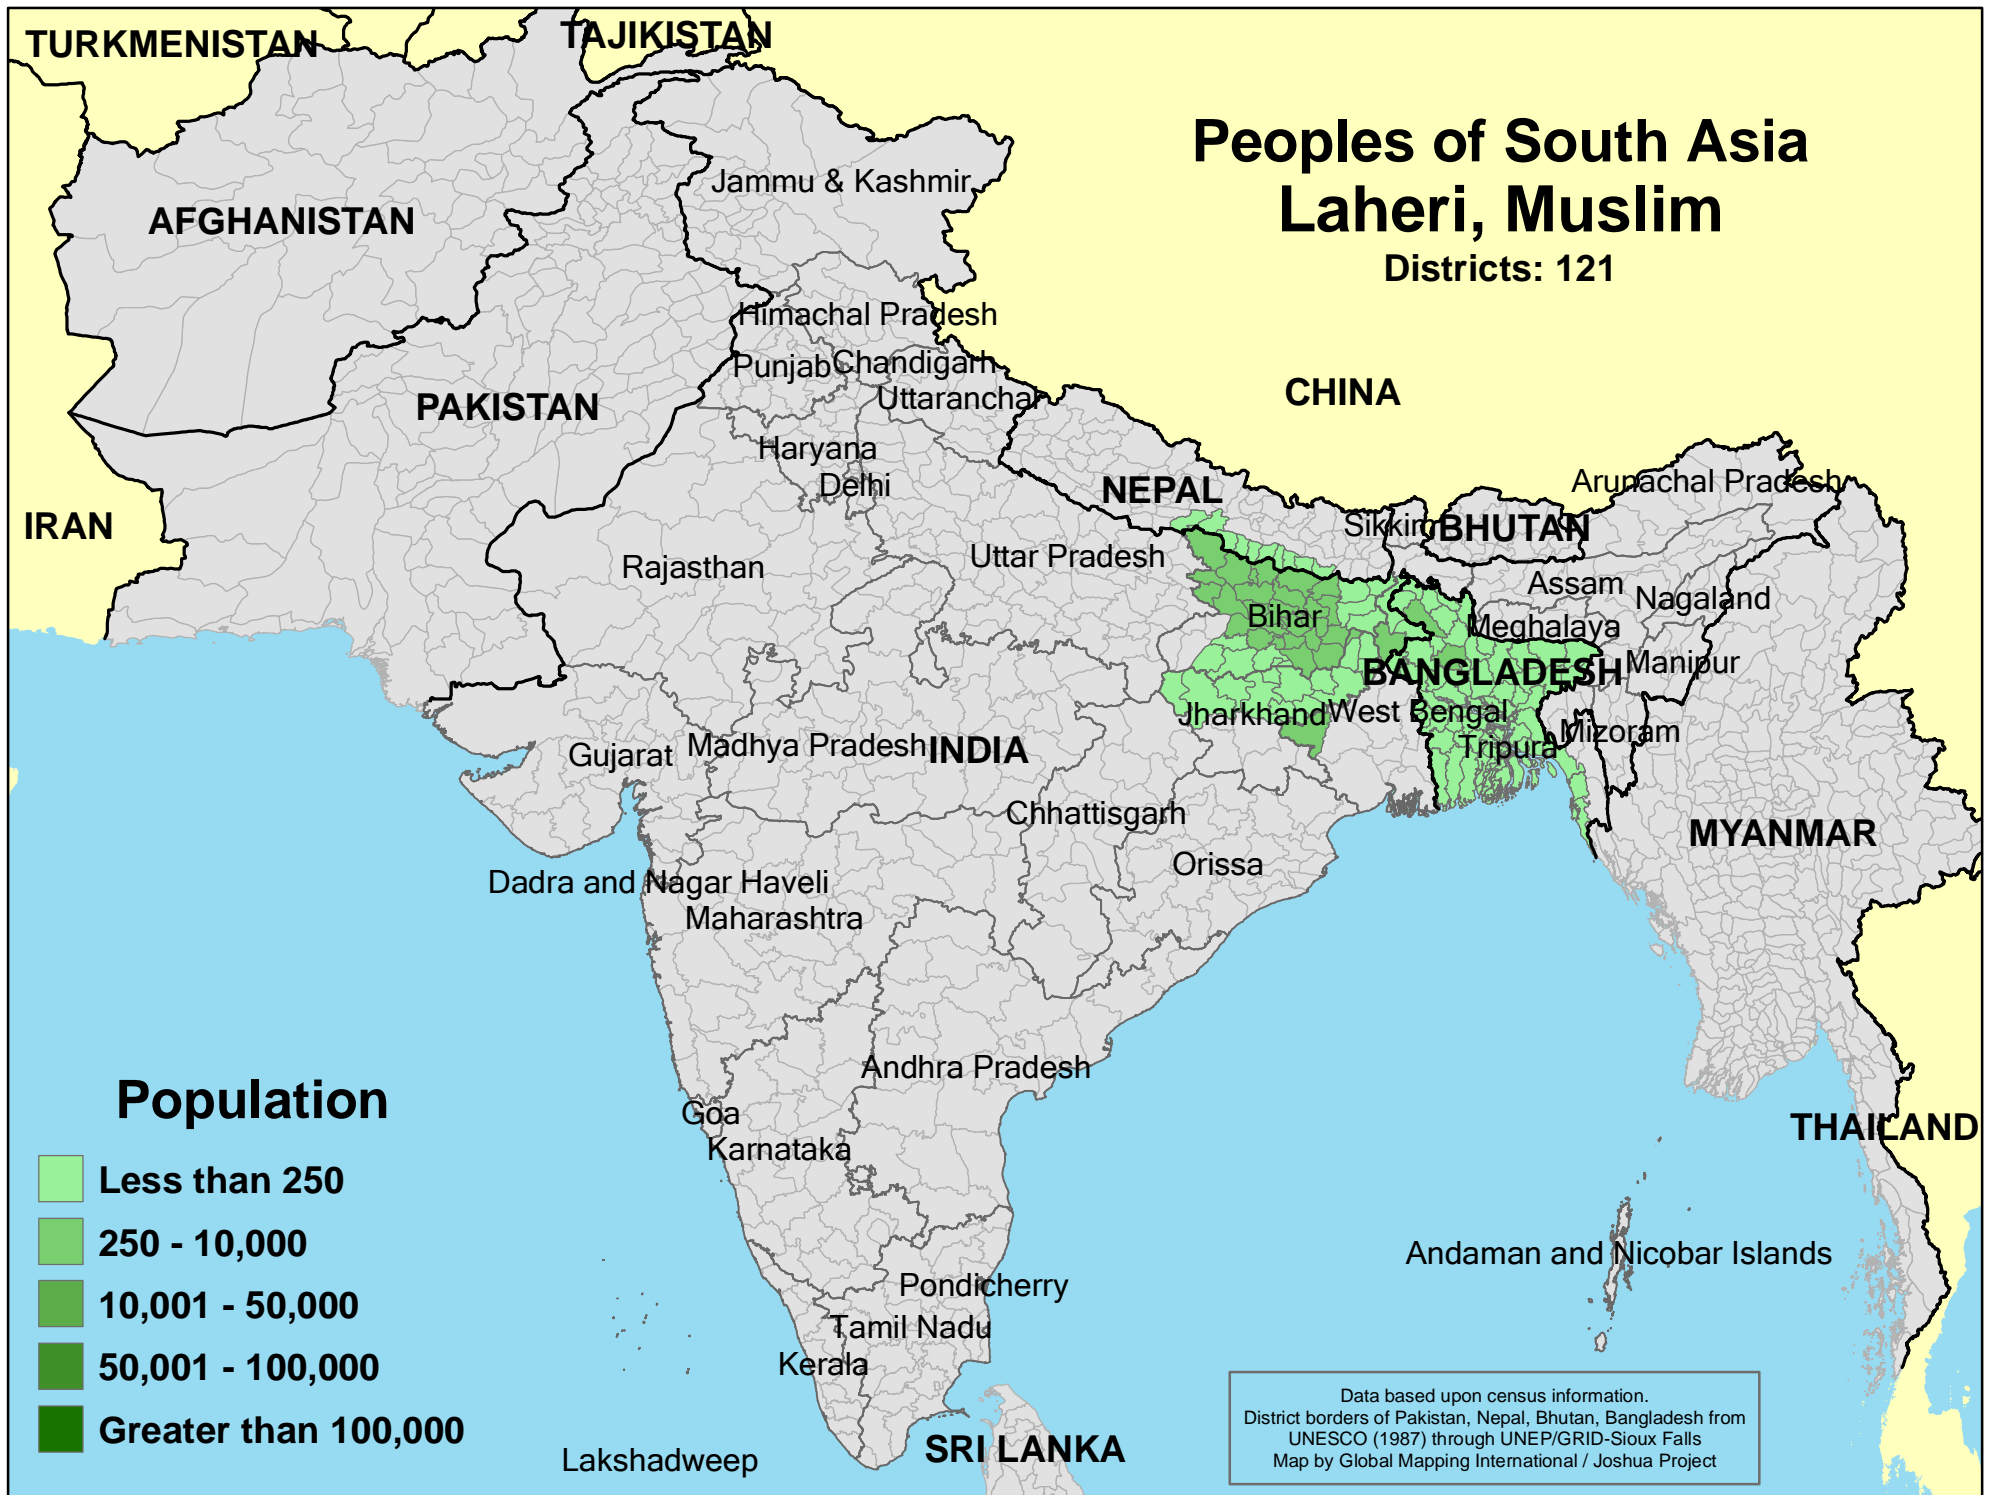 TURKMENISTAN
TAJIKISTAN
Peoples of South Asia
Laheri, Muslim
Districts: 121
Jammu & Kashmir
AFGHANISTAN
Himachal Pradesh
Punjab
Chandigarh
Uttaranchal
CHINA
PAKISTAN
Haryana
Delhi
NEPAL
Arunachal Pradesh
IRAN
Sikkim
BHUTAN
Rajasthan
Uttar Pradesh
Assam
Nagaland
Bihar
Meghalaya
BANGLADESH
Manipur
Jharkhand
West Bengal
Mizoram
Tripura
Gujarat
Madhya Pradesh
INDIA
Chhattisgarh
MYANMAR
Orissa
Dadra and Nagar Haveli
Maharashtra
Andhra Pradesh
Goa
Karnataka
THAILAND
Population
Less than 250
250 - 10,000
10,001 - 50,000
50,001 - 100,000
Greater than 100,000
Andaman and Nicobar Islands
Pondicherry
Tamil Nadu
Kerala
Lakshadweep
SRI LANKA
Data based upon census information.
District borders of Pakistan, Nepal, Bhutan, Bangladesh from
UNESCO (1987) through UNEP/GRID-Sioux Falls
Map by Global Mapping International / Joshua Project